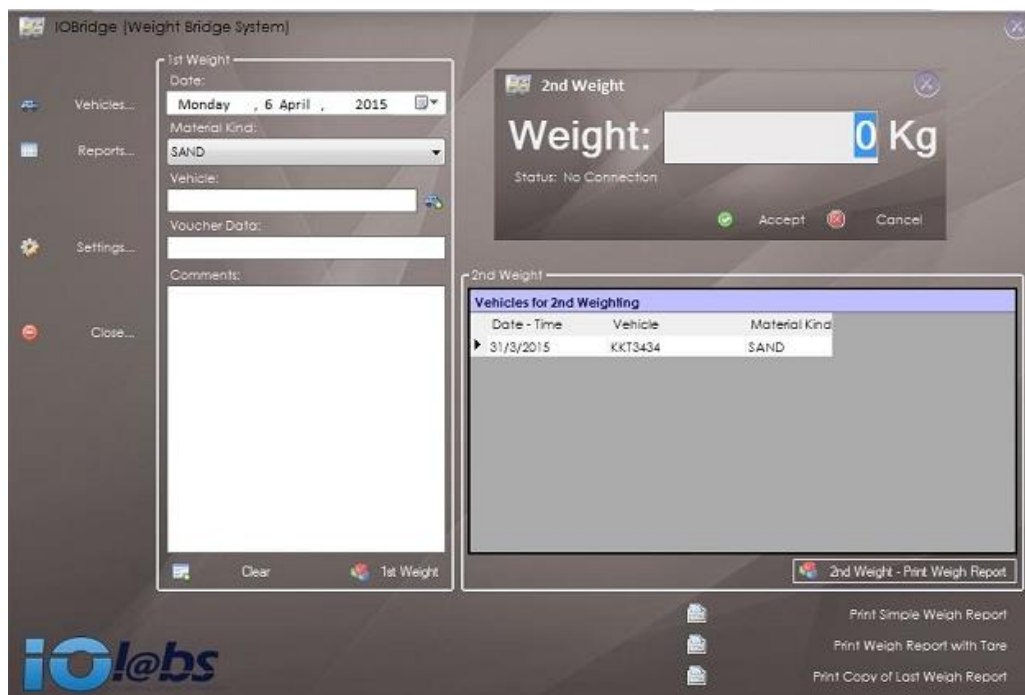 IOBridge (Weight Bridge System)
Vehicles...
Reports...
Settings...
Close...
1st Weight
Date:
Monday , 6 April , 2015
Material Kind:
SAND
Vehicle:
Voucher Data:
Comments:
Clear
1st Weight
2nd Weight
Weight: 0 Kg
Status: No Connection
Accept
Cancel
2nd Weight
Vehicles for 2nd Weighting
Date - Time Vehicle Material Kind
31/3/2015 KKT3434 SAND
2nd Weight - Print Weigh Report
Print Simple Weigh Report
Print Weigh Report with Tare
Print Copy of Last Weigh Report
iOl@bs